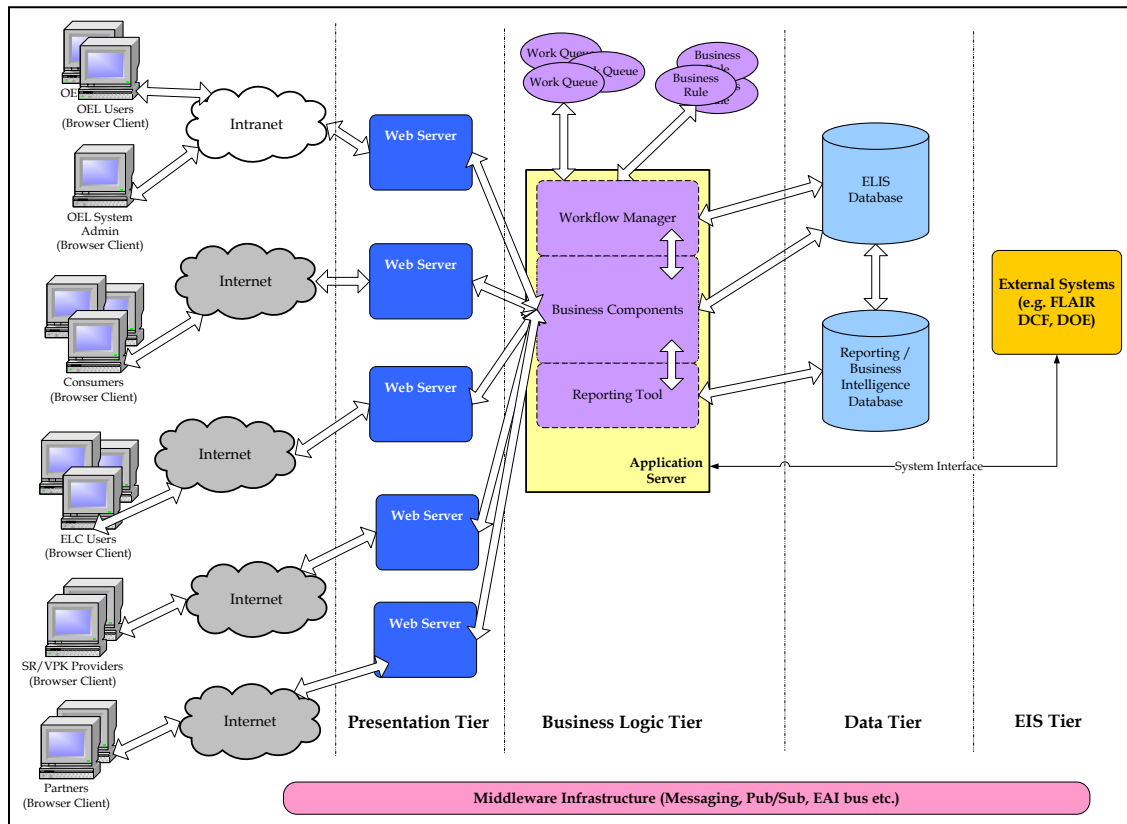 OE
OEL Users
(Browser Client)
Intranet
OEL System
Admin
(Browser Client)
Consumers
(Browser Client)
Internet
ELC Users
(Browser Client)
Internet
SR/VPK Providers
(Browser Client)
Internet
Partners
(Browser Client)
Internet
Web Server
Web Server
Web Server
Web Server
Web Server
Presentation Tier
Work Queue
Queue
Work Queue
Business
Business
Rule
Workflow Manager
Business Components
Reporting Tool
Application
Server
Business Logic Tier
ELIS
Database
Reporting /
Business
Intelligence
Database
System Interface
Data Tier
External Systems
(e.g. FLAIR
DCF, DOE)
EIS Tier
Middleware Infrastructure (Messaging, Pub/Sub, EAI bus etc.)